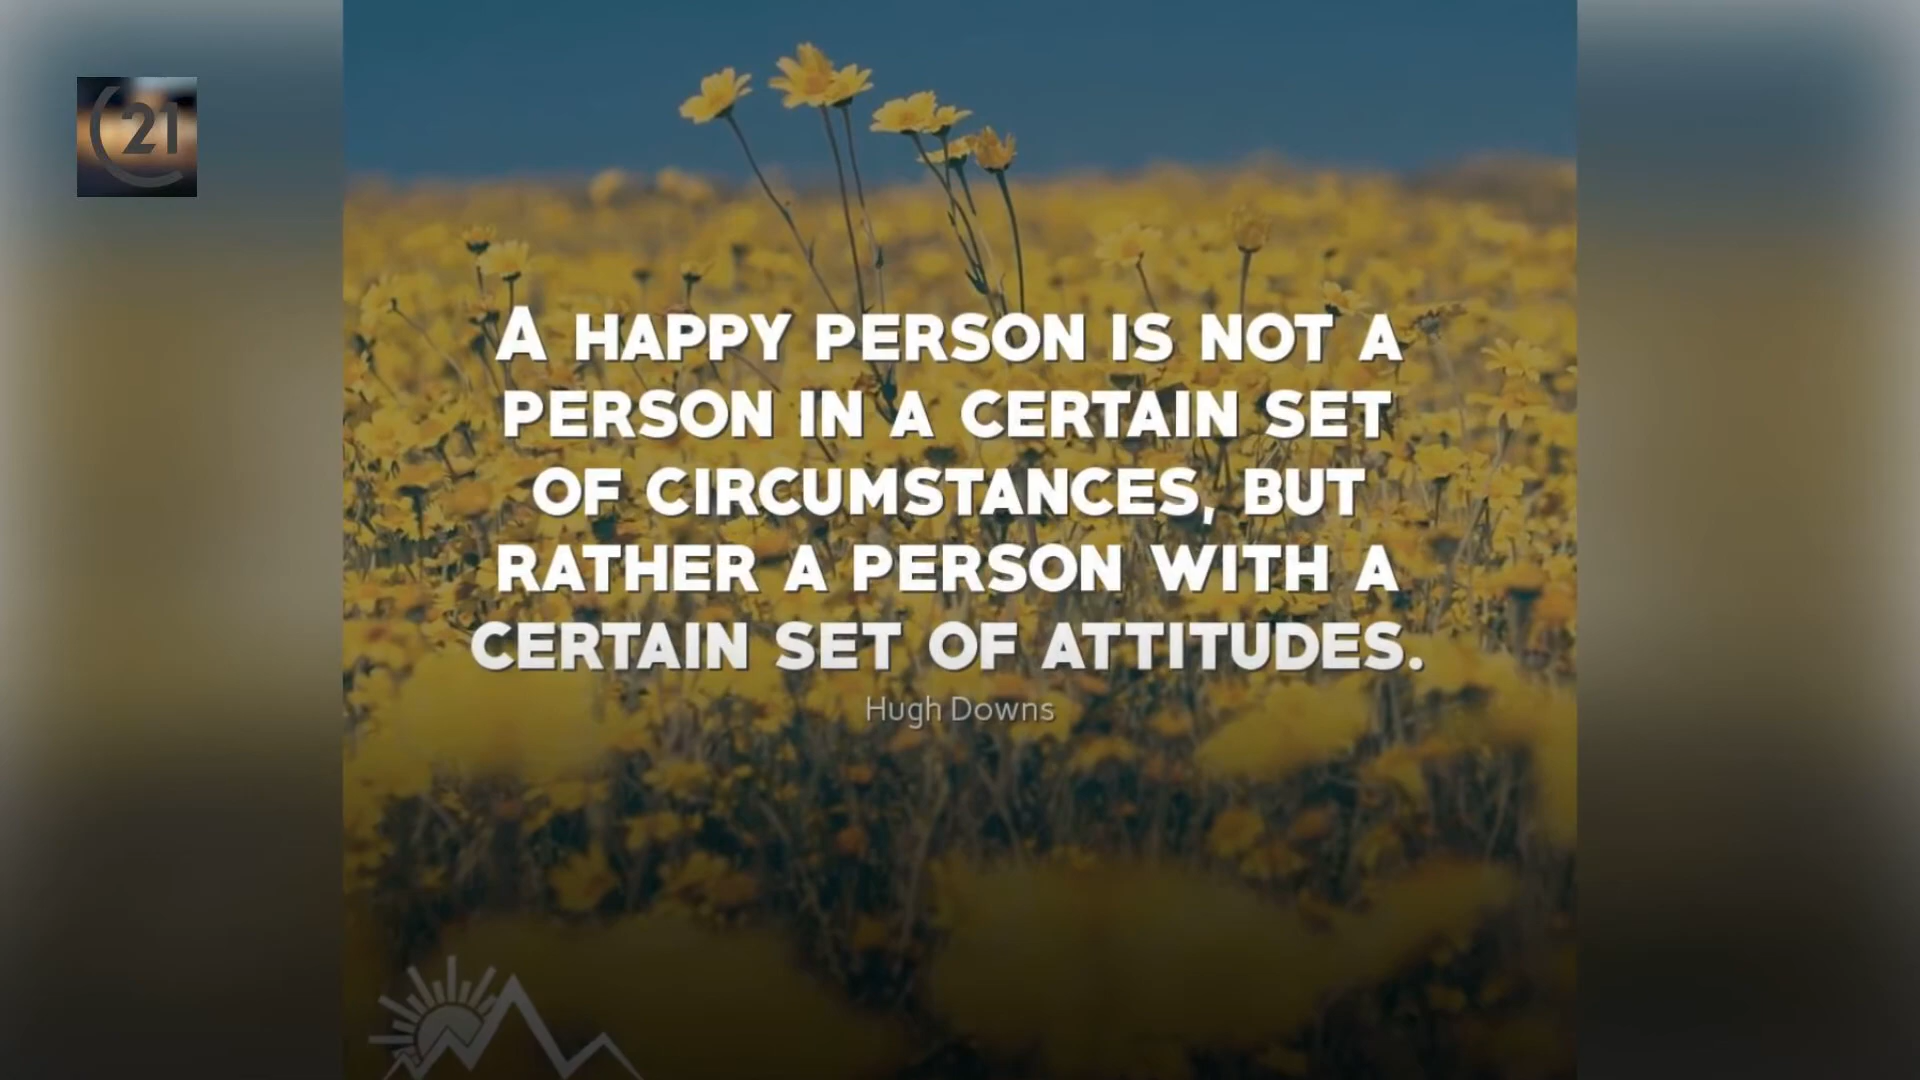 21
A HAPPY PERSON IS NOT A
PERSON IN A CERTAIN SET
OF CIRCUMSTANCES, BUT
RATHER A PERSON WITH A
CERTAIN SET OF ATTITUDES.
Hugh Downs